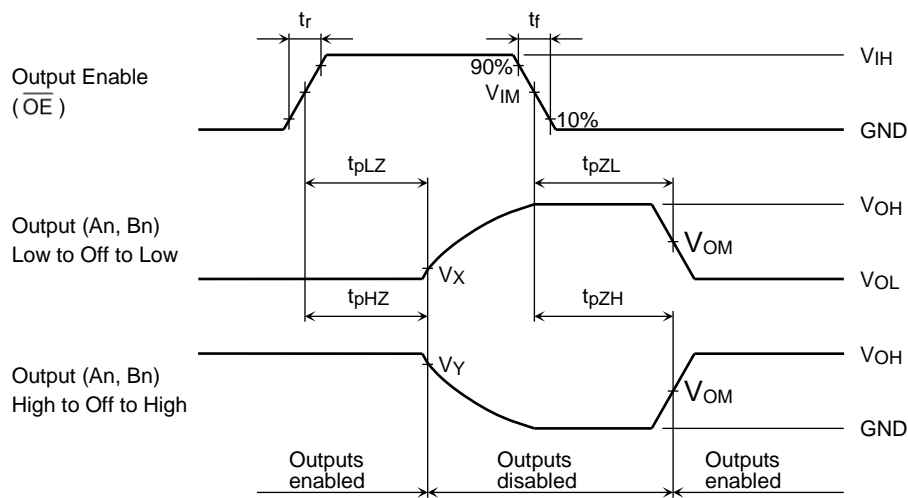 tr
tf
VIH
90%
Output Enable
( OE )
VIM
10%
GND
tpLZ
tpZL
VOH
Output (An, Bn)
Low to Off to Low
VOM
VX
VOL
tpHZ
tpZH
VOH
VY
Output (An, Bn)
High to Off to High
VOM
GND
Outputs
enabled
Outputs
disabled
Outputs
enabled